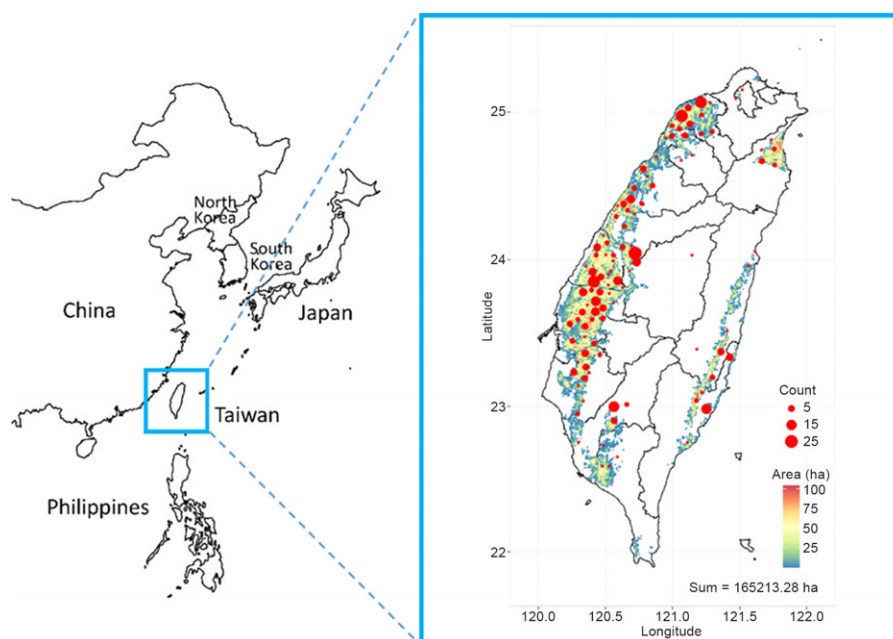 North
Korea
South
Korea
China
Japan
Taiwan
Philippines
25
24
23
22
Latitude
120.0
120.5
121.0
121.5
122.0
Longitude
Count
5
15
25
Area (ha)
100
75
50
25
Sum = 165213.28 ha